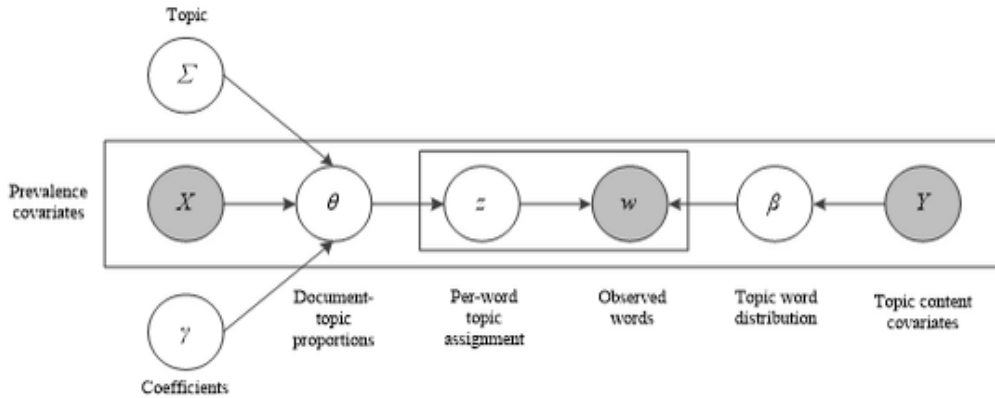 Topic
Σ
Prevalence
covariates
X
θ
z
w
β
Y
γ
Document-
topic
proportions
Per-word
topic
assignment
Observed
words
Topic word
distribution
Topic content
covariates
Coefficients